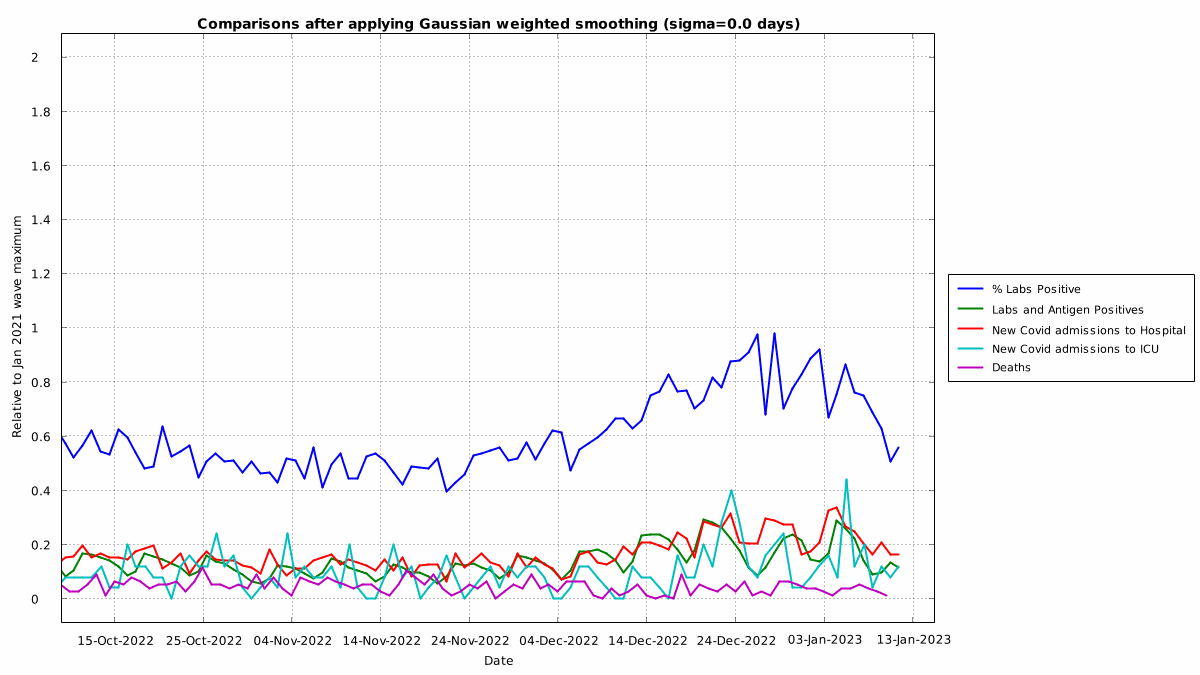 Comparisons after applying Gaussian weighted smoothing (sigma=0.0 days)
2
1.8
1.6
1.4
1.2
1
0.8
0.6
0.4
0.2
0
Relative to Jan 2021 wave maximum
15-Oct-2022 25-Oct-2022 04-Nov-2022 14-Nov-2022 24-Nov-2022 04-Dec-2022 14-Dec-2022 24-Dec-2022 03-Jan-2023 13-Jan-2023
Date
% Labs Positive
Labs and Antigen Positives
New Covid admissions to Hospital
New Covid admissions to ICU
Deaths